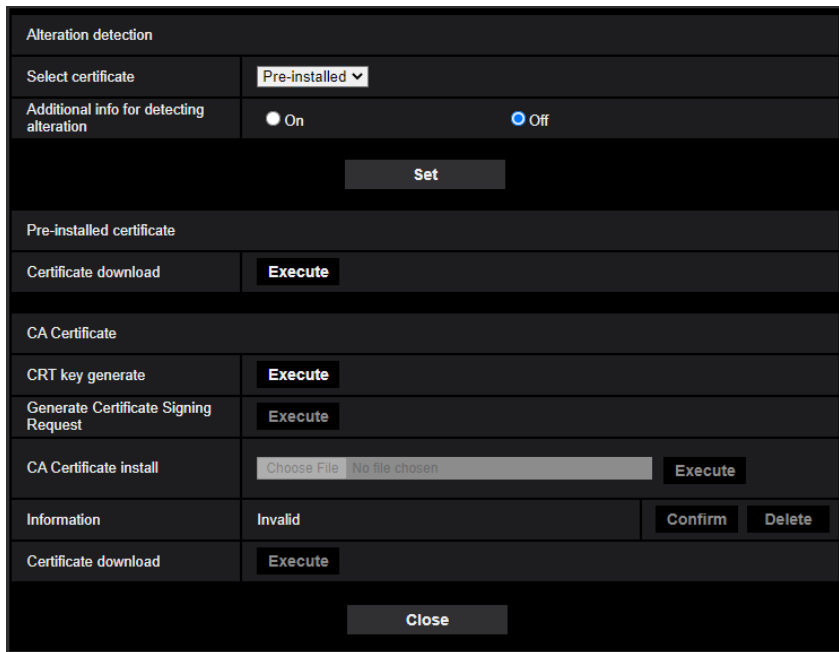 Alteration detection
Select certificate
Pre-installed
Additional info for detecting
alteration
On
Off
Set
Pre-installed certificate
Certificate download
Execute
CA Certificate
CRT key generate
Execute
Generate Certificate Signing
Request
Execute
CA Certificate install
Choose File No file chosen
Execute
Information
Invalid
Confirm
Delete
Certificate download
Execute
Close